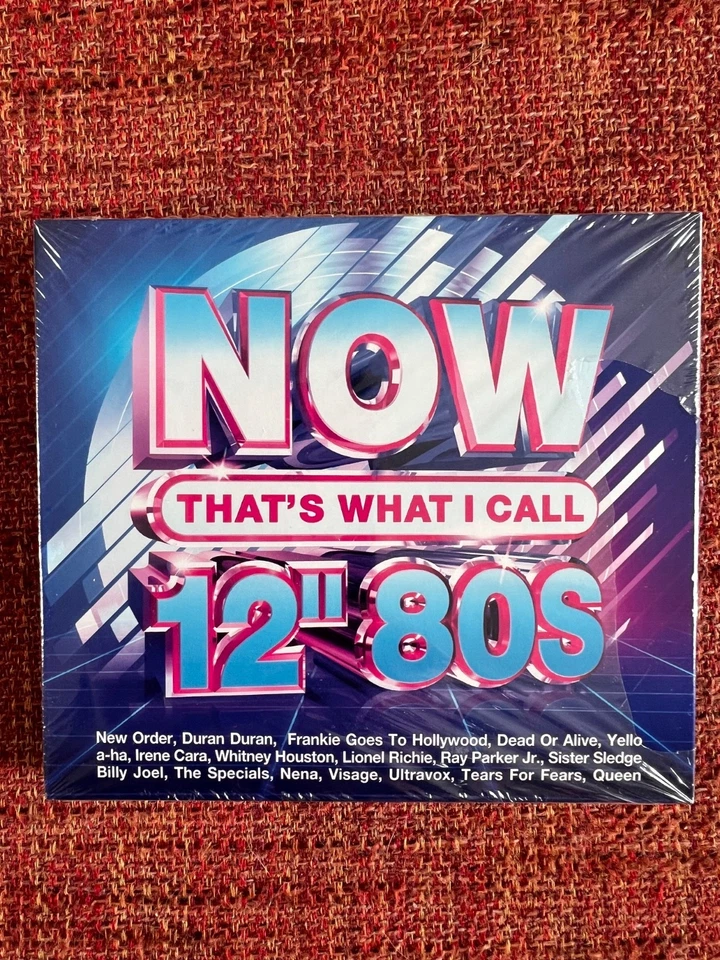 NOW
THAT'S WHAT I CALL
12" 80S
New Order, Duran Duran, Frankie Goes To Hollywood, Dead Or Alive, Yello
a-ha, Irene Cara, Whitney Houston, Lionel Richie, Ray Parker Jr., Sister Sledge
Billy Joel, The Specials, Nena, Visage, Ultravox, Tears For Fears, Queen